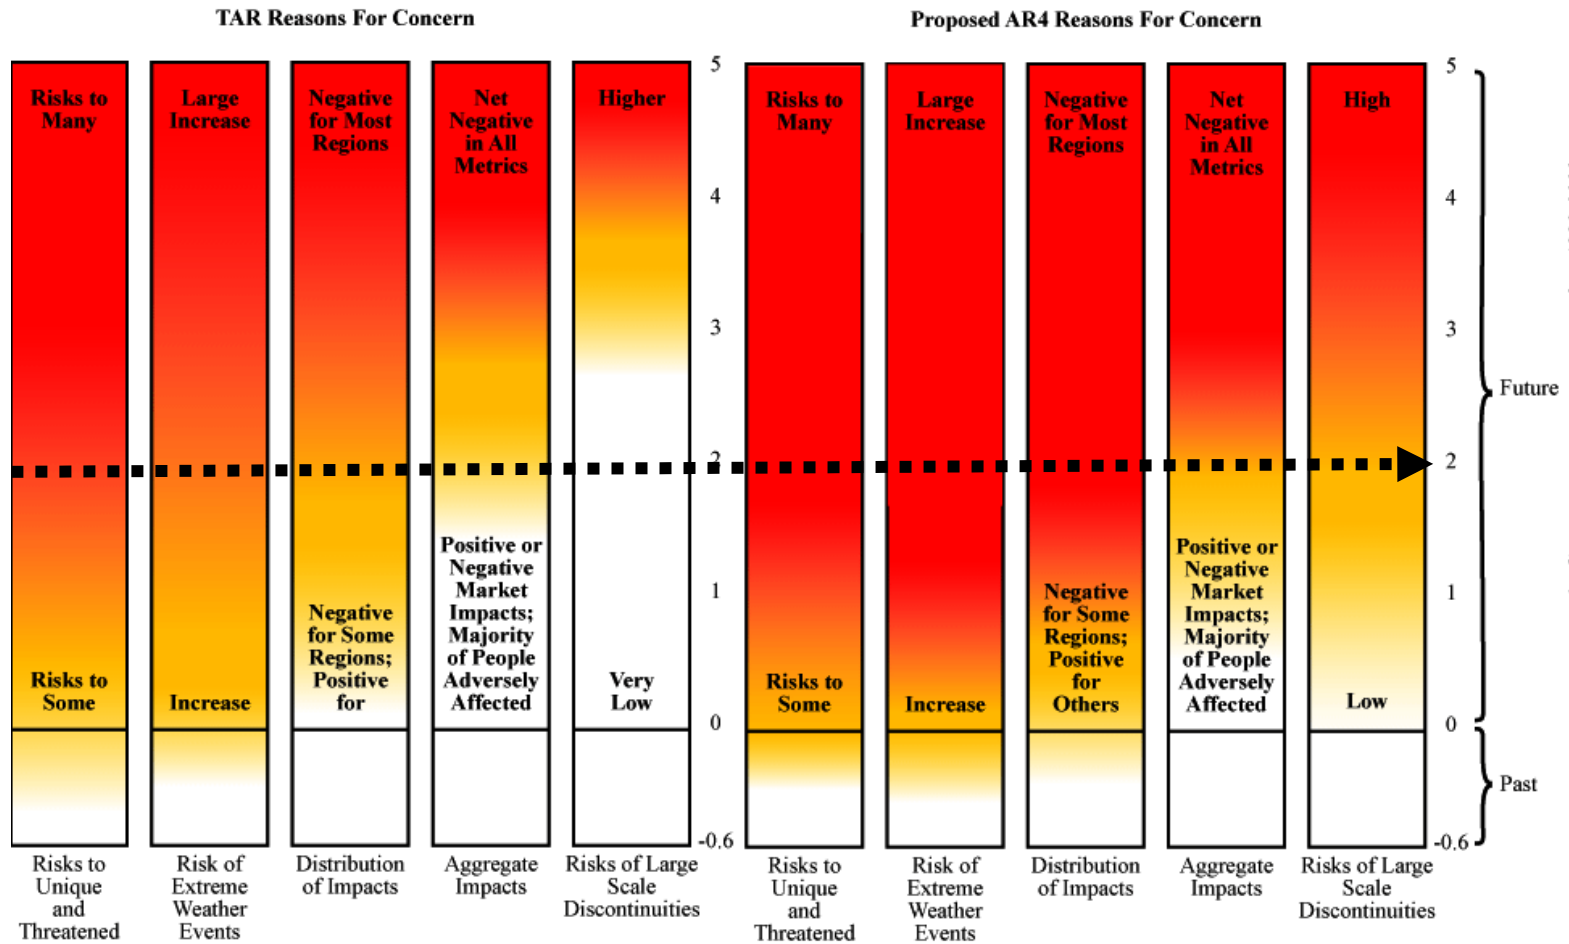 TAR Reasons For Concern
Proposed AR4 Reasons For Concern
Risks to
Many
Large
Increase
Negative
for Most
Regions
Net
Negative
in All
Metrics
Higher
5
4
3
2
1
0
-0.6
Risks to
Some
Increase
Negative
for Some
Regions;
Positive
for
Positive or
Negative
Market
Impacts;
Majority
of People
Adversely
Affected
Very
Low
Risks to
Unique
and
Threatened
Risk of
Extreme
Weather
Events
Distribution
of Impacts
Aggregate
Impacts
Risks of Large
Scale
Discontinuities
Risks to
Many
Large
Increase
Negative
for Most
Regions
Net
Negative
in All
Metrics
High
5
4
3
2
1
0
-0.6
Risks to
Some
Increase
Negative
for Some
Regions;
Positive
for
Others
Positive or
Negative
Market
Impacts;
Majority
of People
Adversely
Affected
Low
Risks to
Unique
and
Threatened
Risk of
Extreme
Weather
Events
Distribution
of Impacts
Aggregate
Impacts
Risks of Large
Scale
Discontinuities
Future
Past